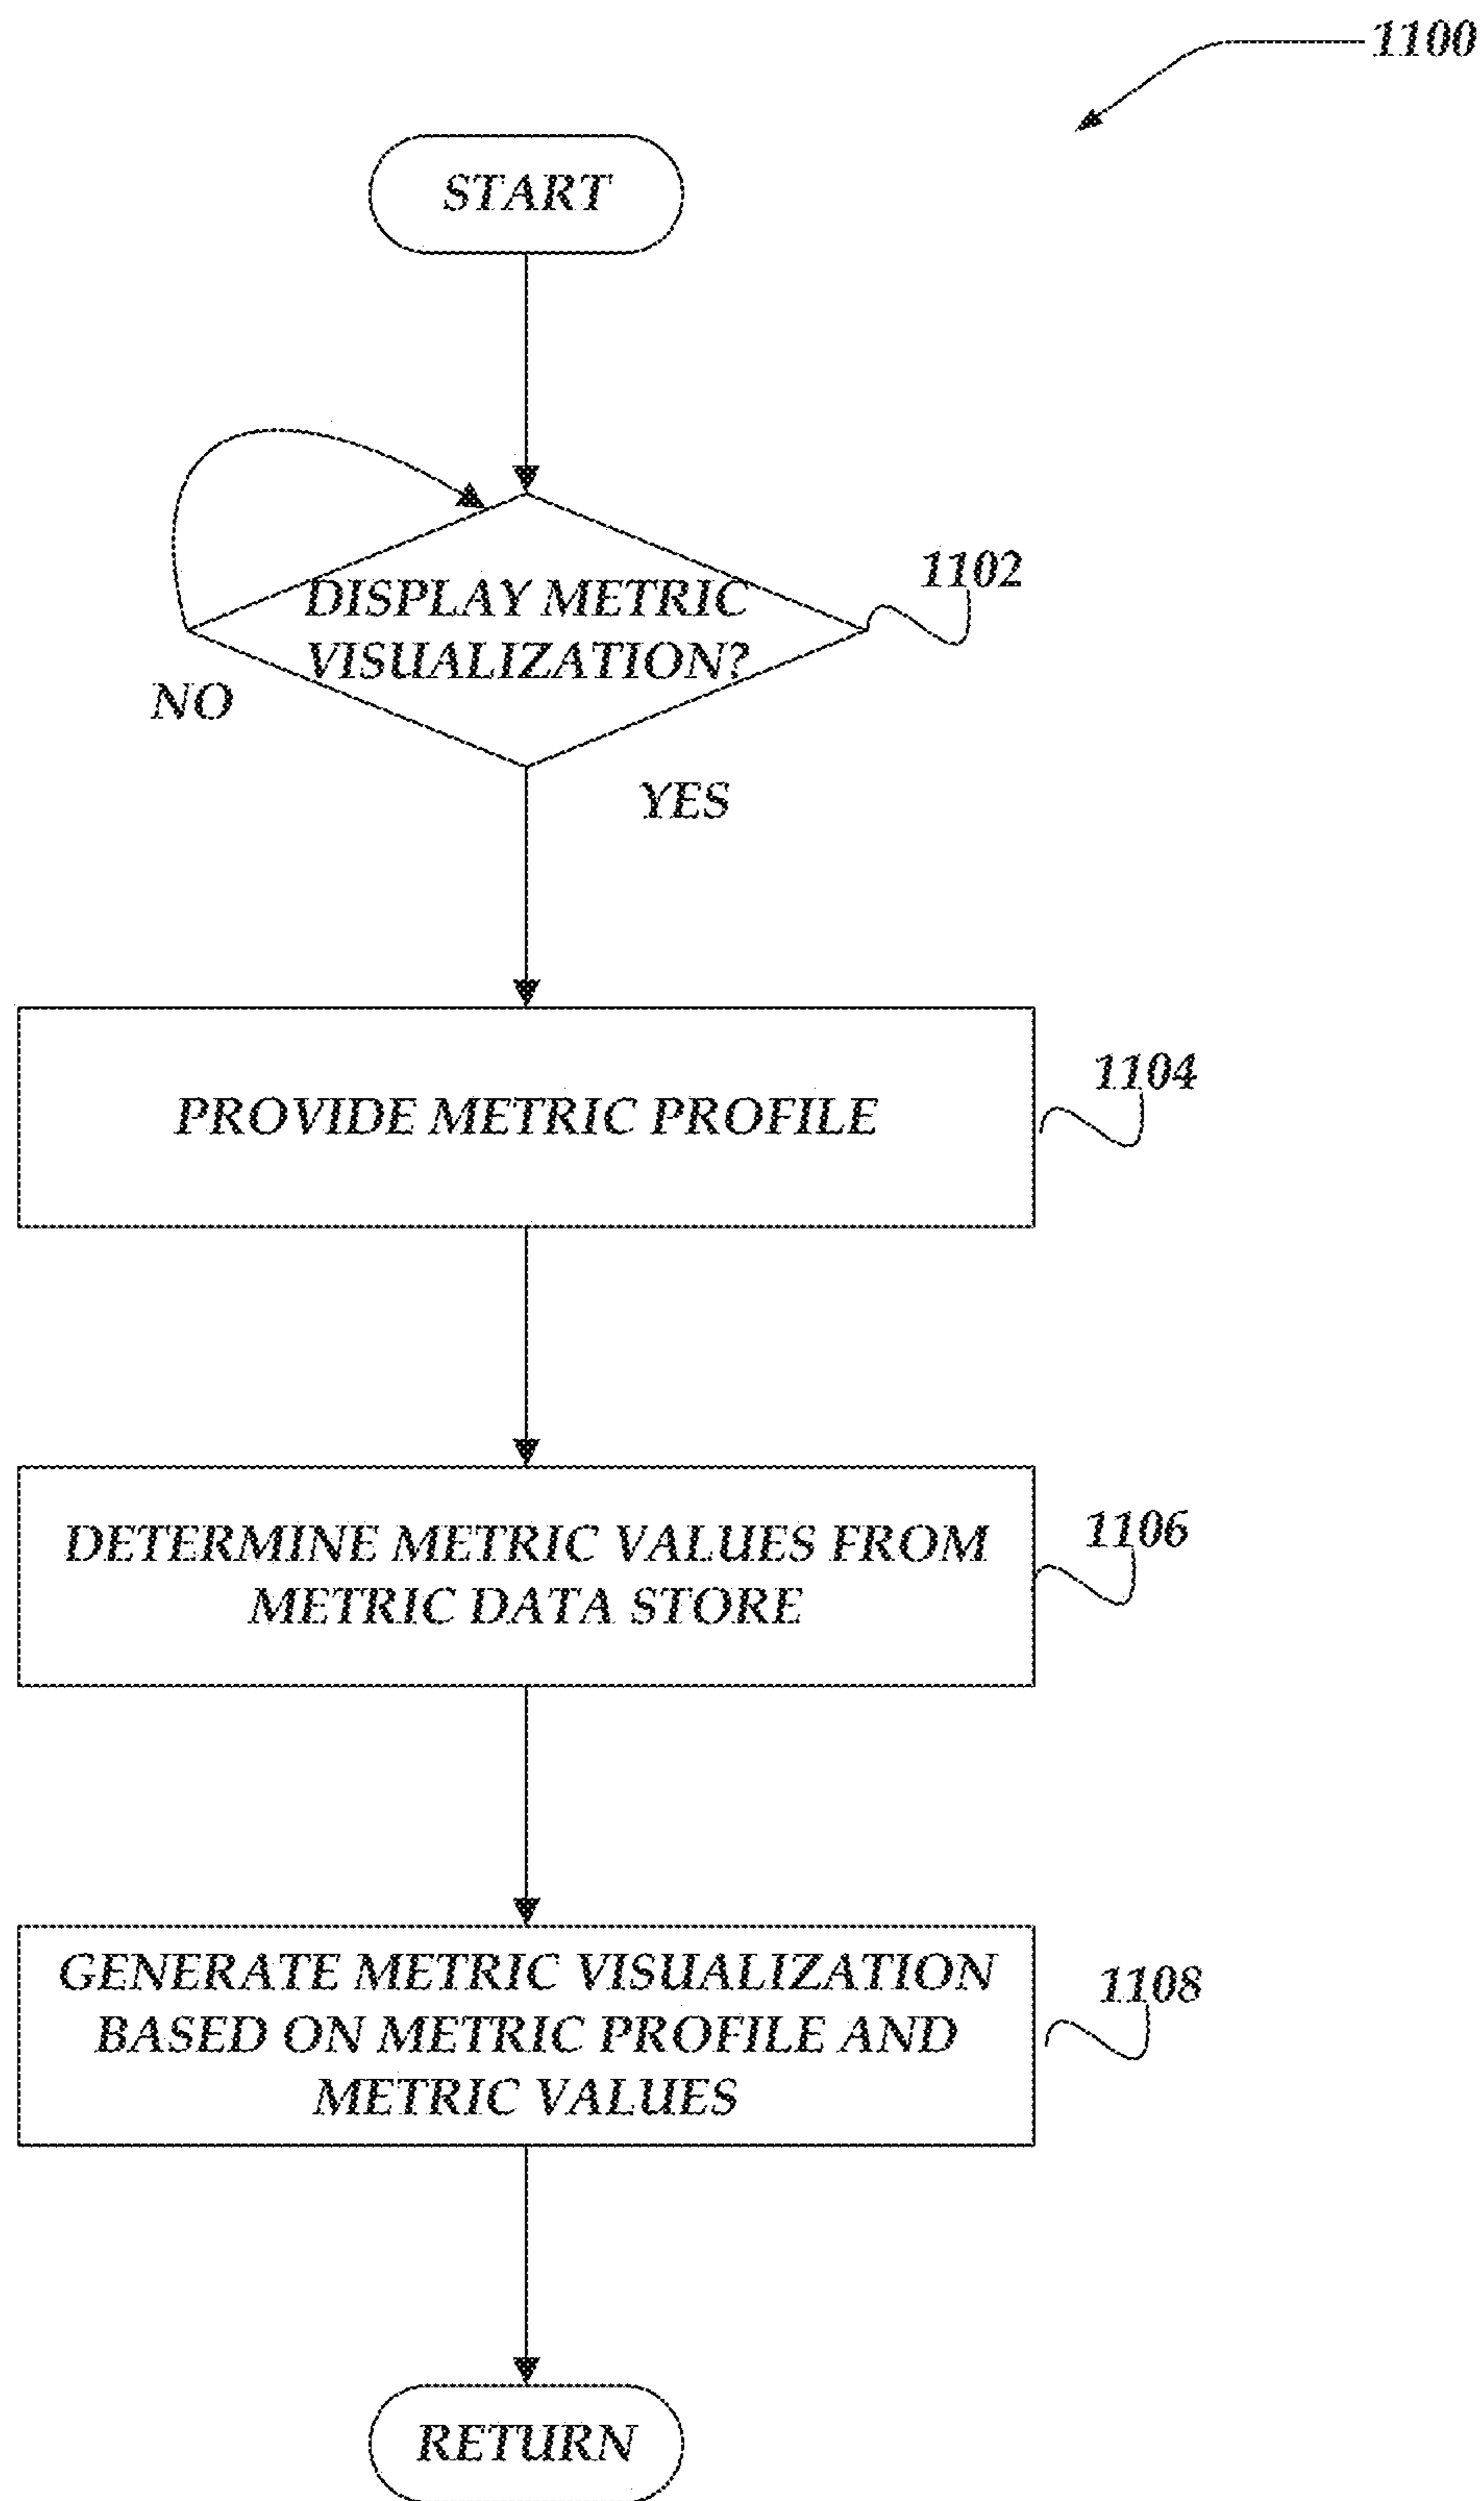 1100
START
DISPLAY METRIC
VISUALIZATION?
1102
NO
YES
PROVIDE METRIC PROFILE
1104
DETERMINE METRIC VALUES FROM
METRIC DATA STORE
1106
GENERATE METRIC VISUALIZATION
BASED ON METRIC PROFILE AND
METRIC VALUES
1108
RETURN